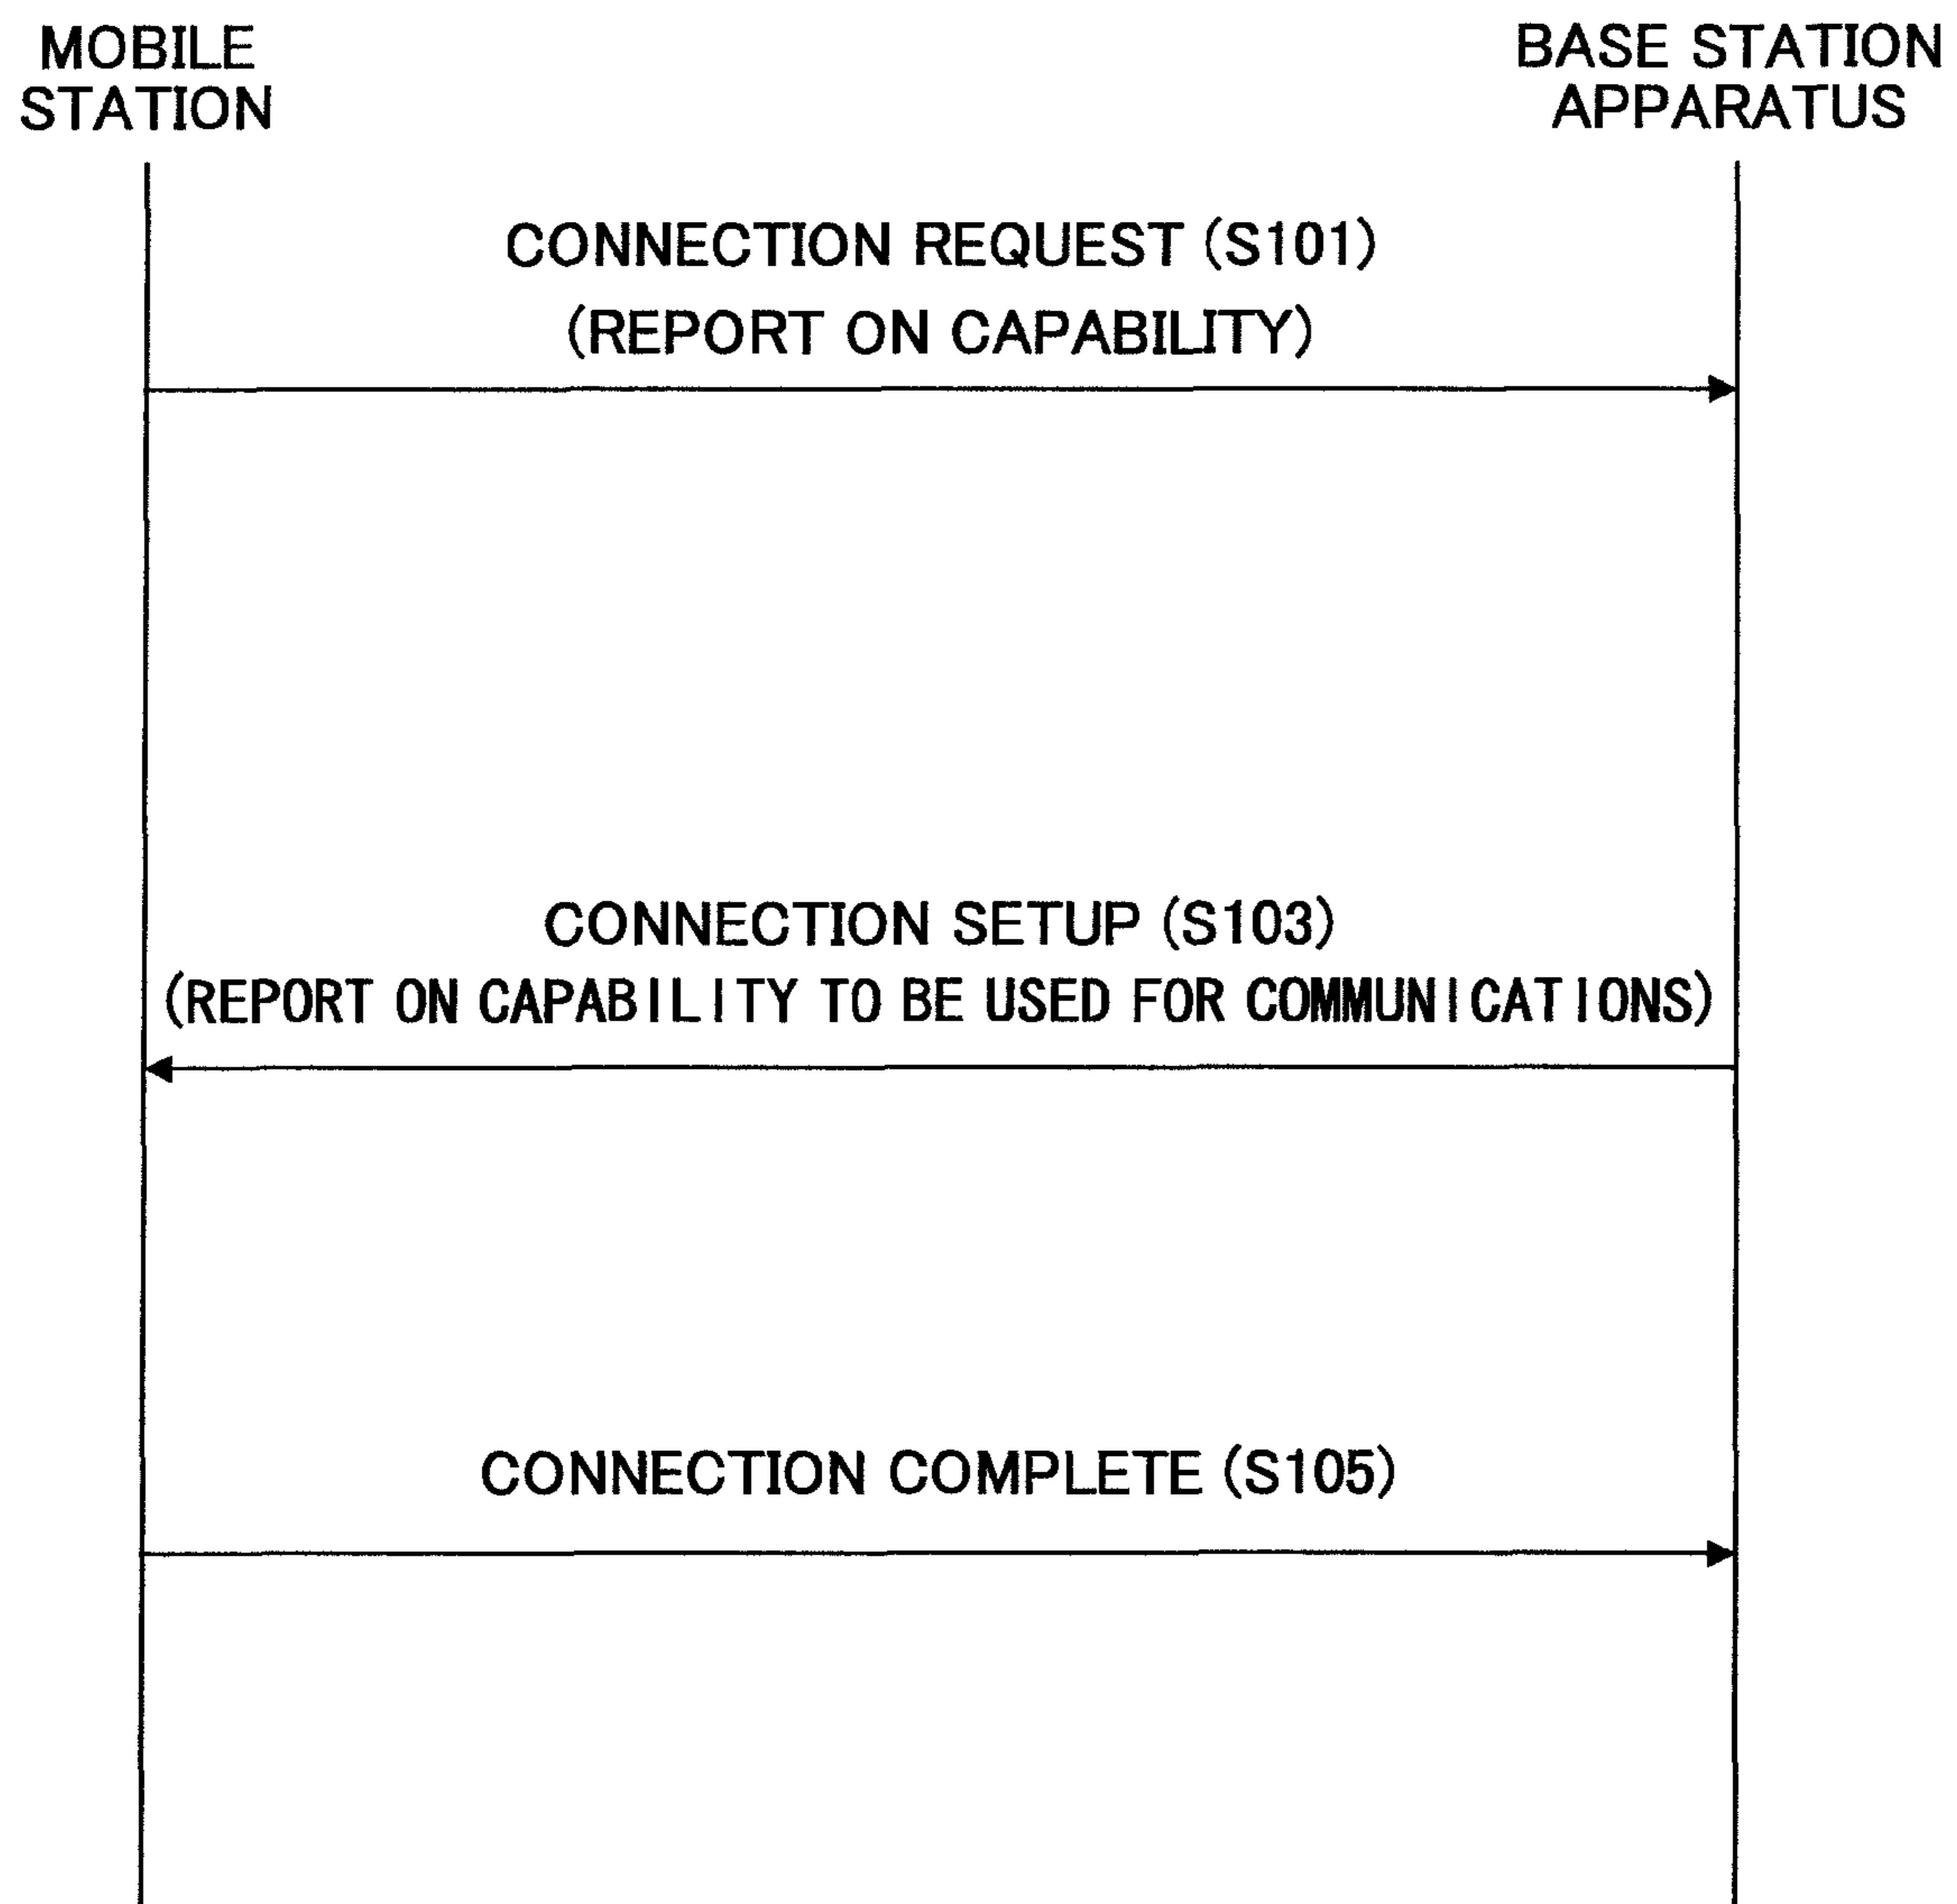 MOBILE
STATION
BASE STATION
APPARATUS
CONNECTION REQUEST (S101)
(REPORT ON CAPABILITY)
CONNECTION SETUP (S103)
(REPORT ON CAPABILITY TO BE USED FOR COMMUNICATIONS)
CONNECTION COMPLETE (S105)